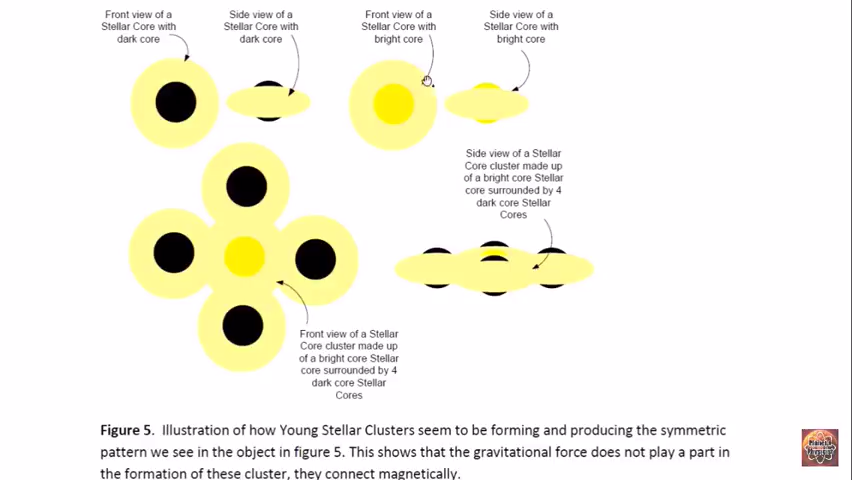 Front view of a
Stellar Core with
dark core
Side view of a
Stellar Core with
dark core
Front view of a
Stellar Core with
bright core
Side view of a
Stellar Core with
bright core
Side view of a Stellar
Core cluster made up
of a bright core Stellar
core surrounded by 4
dark core Stellar
Cores
Front view of a Stellar
Core cluster made up
of a bright core Stellar
core surrounded by 4
dark core Stellar
Cores
Figure 5. Illustration of how Young Stellar Clusters seem to be forming and producing the symmetric
pattern we see in the object in figure 5. This shows that the gravitational force does not play a part in
the formation of these cluster, they connect magnetically.